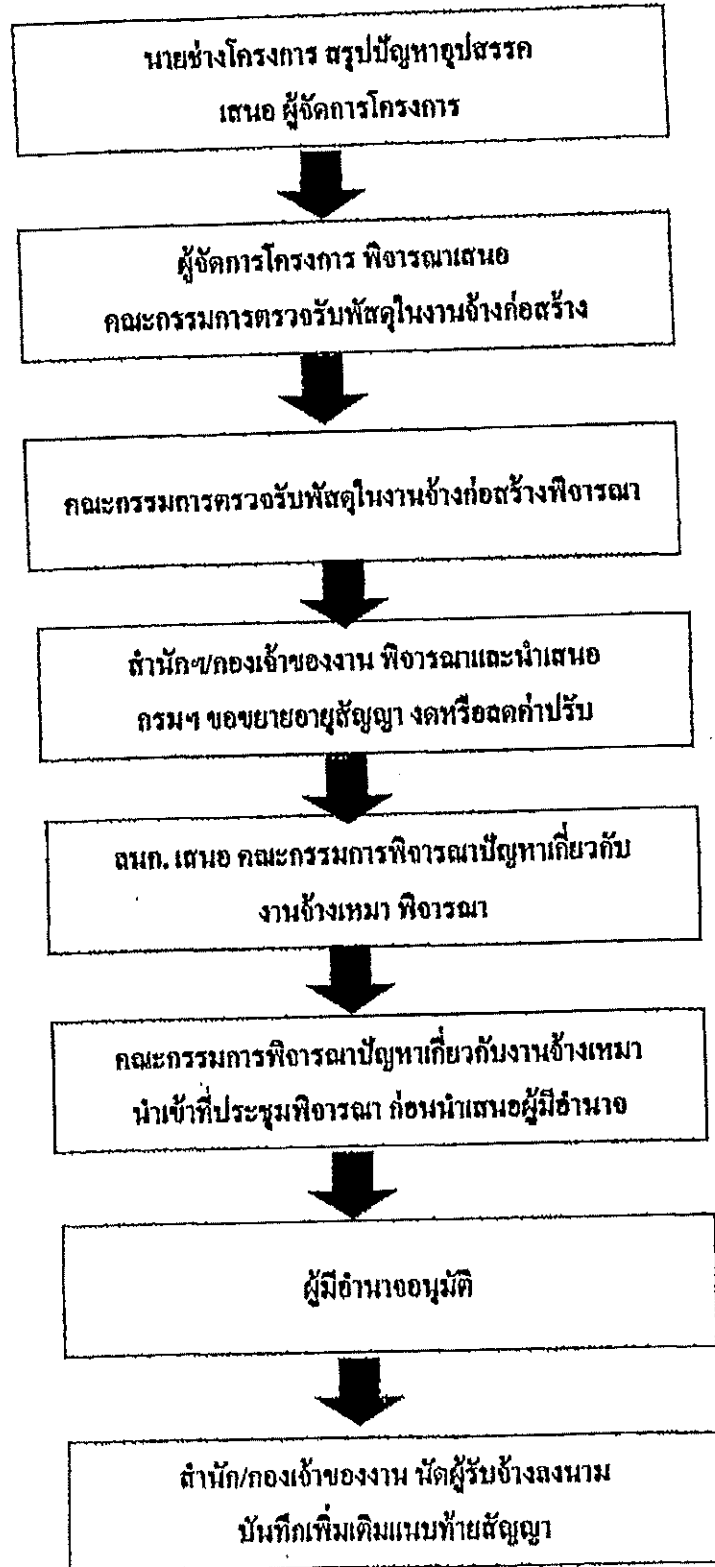 นายช่างโครงการ สรุปปัญหาอุปสรรค
เสนอ ผู้จัดการโครงการ
ผู้จัดการโครงการ พิจารณาเสนอ
คณะกรรมการตรวจรับพัสดุในงานจ้างก่อสร้าง
คณะกรรมการตรวจรับพัสดุในงานจ้างก่อสร้างพิจารณา
สำนักฯ/กองเจ้าของงาน พิจารณาและนำเสนอ
กรมฯ ขอขยายอายุสัญญา งดหรือลดค่าปรับ
ลนก. เสนอ คณะกรรมการพิจารณาปัญหาเกี่ยวกับ
งานจ้างเหมา พิจารณา
คณะกรรมการพิจารณาปัญหาเกี่ยวกับงานจ้างเหมา
นำเข้าที่ประชุมพิจารณา ก่อนนำเสนอผู้มีอำนาจ
ผู้มีอำนาจอนุมัติ
สำนัก/กองเจ้าของงาน นัดผู้รับจ้างลงนาม
บันทึกเพิ่มเติมแนบท้ายสัญญา